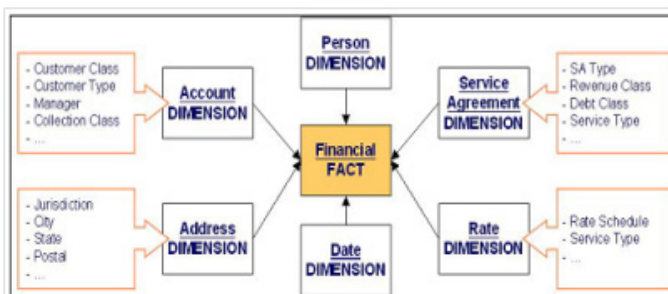 Person
DIMENSION
- Customer Class
- Customer Type
- Manager
- Collection Class
- ...
Account
DIMENSION
Service
Agreement
DIMENSION
- SA Type
- Revenue Class
- Debt Class
- Service Type
- ...
Financial
FACT
- Jurisdiction
- City
- State
- Postal
- ...
Address
DIMENSION
Date
DIMENSION
Rate
DIMENSION
- Rate Schedule
- Service Type
- ...